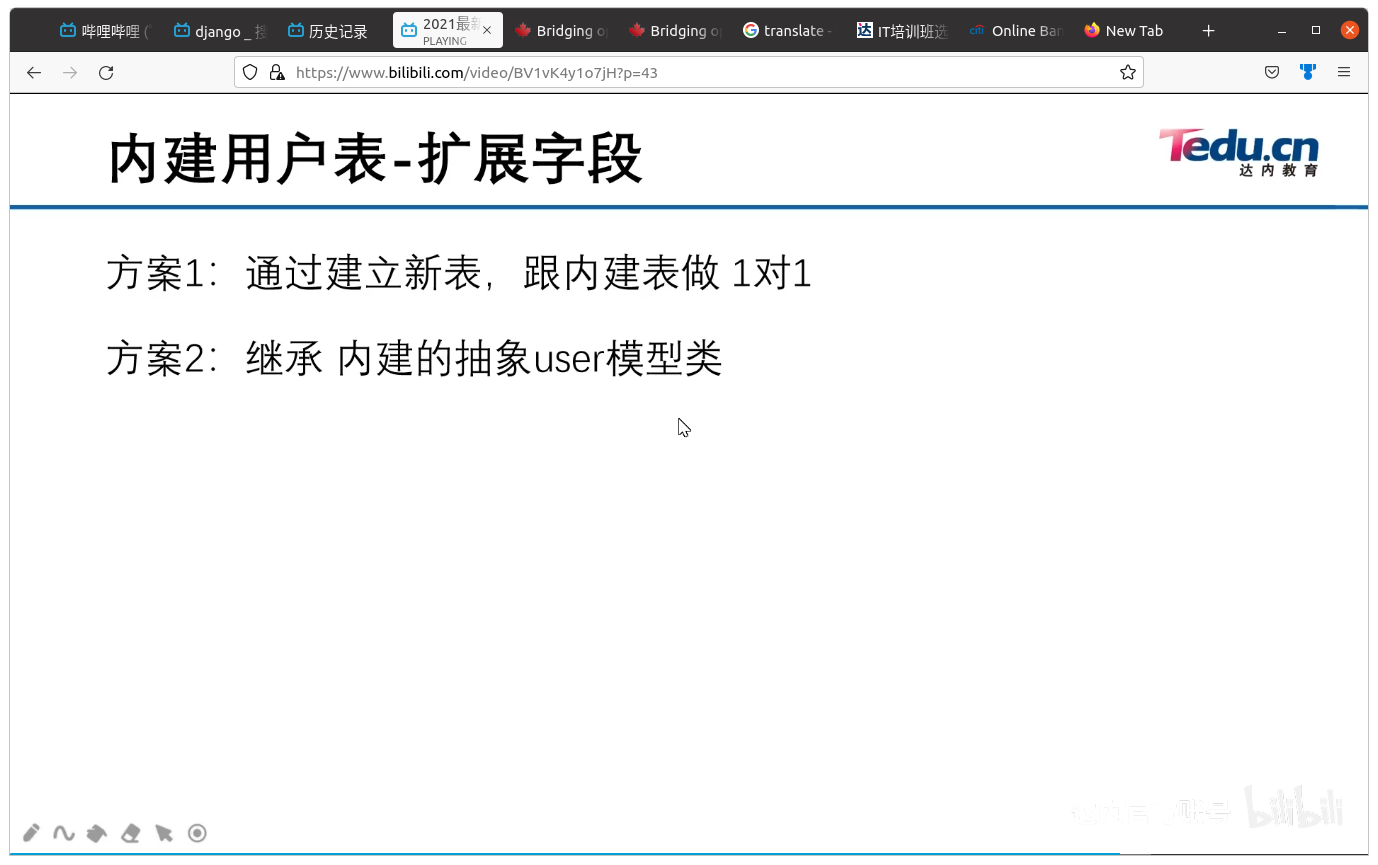 哔哩哔哩 (
django _ 搜
历史记录
2021最新
PLAYING
Bridging o
Bridging o
translate -
IT培训班选
citi Online Ban
New Tab
https://www.bilibili.com/video/BV1vK4y1o7jH?p=43
内建用户表-扩展字段
Tedu.cn
达内教育
方案1：通过建立新表，跟内建表做 1对1
方案2：继承 内建的抽象user模型类
bilibili